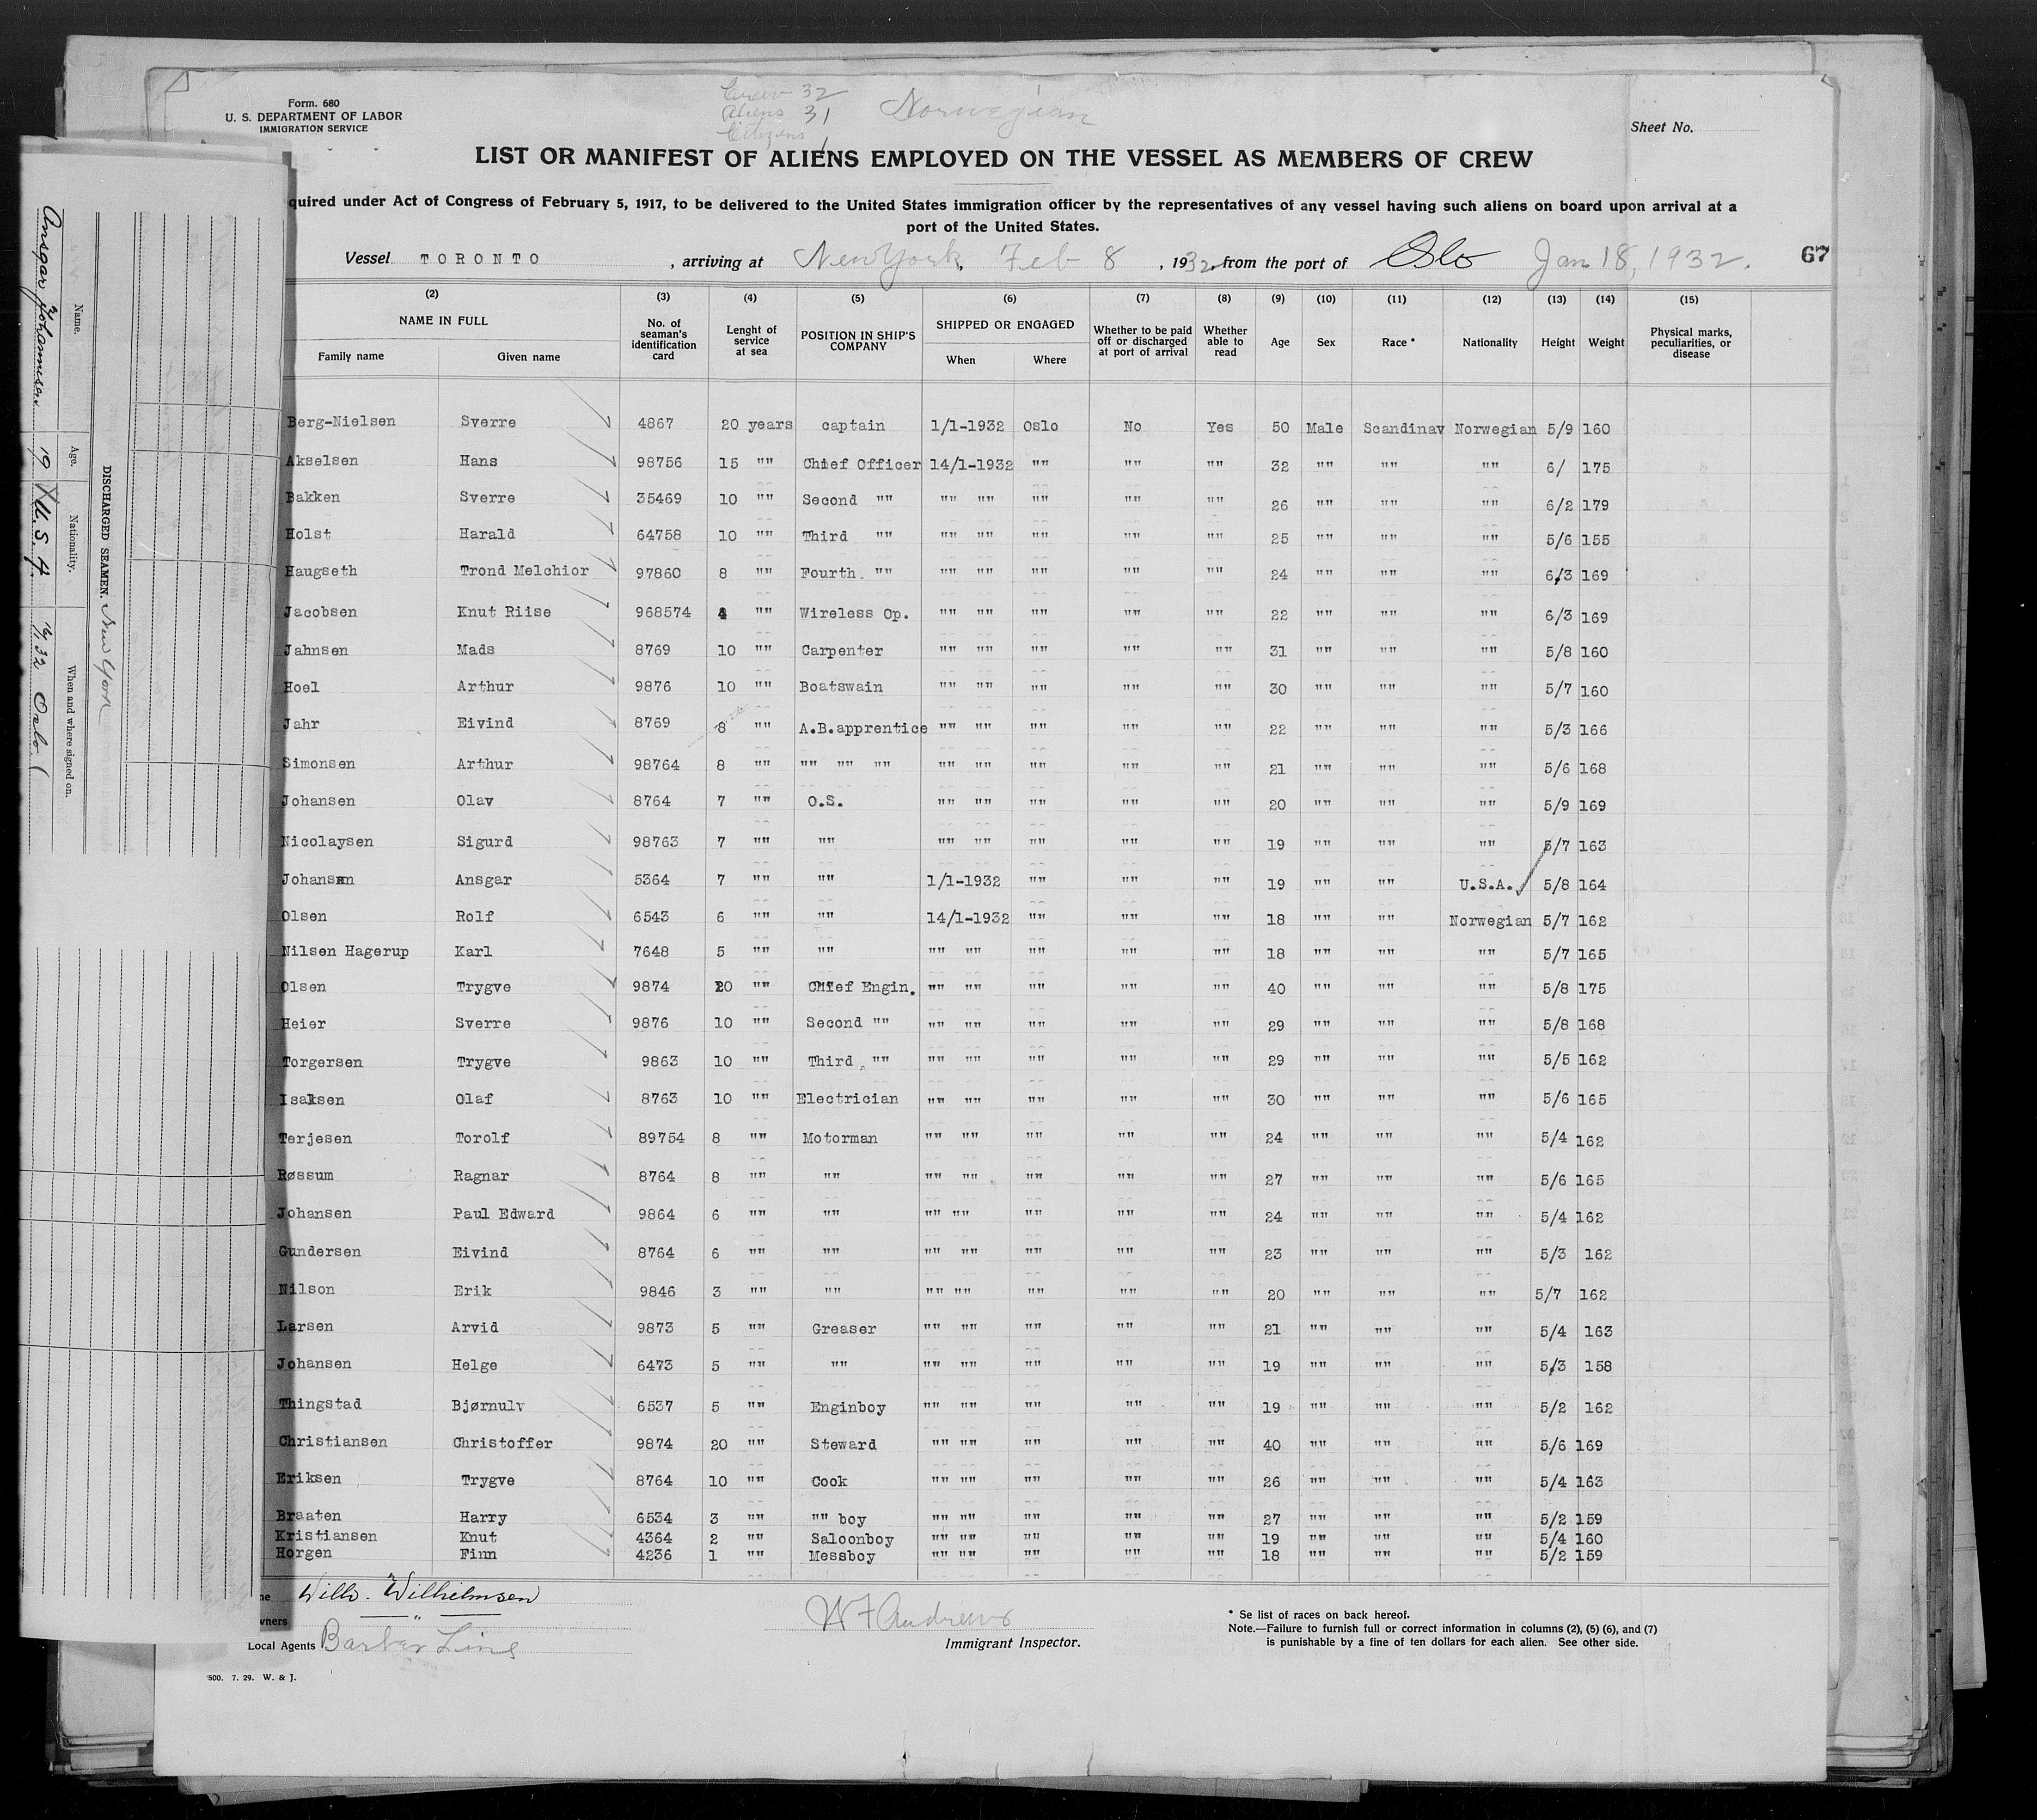 Crew 32
Aliens 31
Citizens 1
Norwegian
Form. 680
U. S. DEPARTMENT OF LABOR
IMMIGRATION SERVICE
Sheet No.
LIST OR MANIFEST OF ALIENS EMPLOYED ON THE VESSEL AS MEMBERS OF CREW
quired under Act of Congress of February 5, 1917, to be delivered to the United States immigration officer by the representatives of any vessel having such aliens on board upon arrival at a
port of the United States.
Vessel TORONTO , arriving at New York, Feb 8 , 1932, from the port of Oslo Jan 18, 1932. 67
(2) (3) (4) (5) (6) (7) (8) (9) (10) (11) (12) (13) (14) (15)
NAME IN FULL
Family name Given name
No. of seaman's identification card
Lenght of service at sea
POSITION IN SHIP'S COMPANY
SHIPPED OR ENGAGED
When Where
Whether to be paid off or discharged at port of arrival
Whether able to read
Age Sex Race * Nationality Height Weight
Physical marks, peculiarities, or disease
Berg-Nielsen Sverre 4867 20 years captain 1/1-1932 Oslo No Yes 50 Male Scandinav Norwegian 5/9 160
Akselsen Hans 98756 15 "" Chief Officer 14/1-1932 "" "" "" 32 "" "" "" 6/ 175
Bakken Sverre 35469 10 "" Second "" "" "" "" "" "" 26 "" "" "" 6/2 179
Holst Harald 64758 10 "" Third "" "" "" "" "" "" 25 "" "" "" 5/6 155
Haugseth Trond Melchior 97860 8 "" Fourth. "" "" "" "" "" "" 24 "" "" "" 6/3 169
Jacobsen Knut Riise 968574 4 "" Wireless Op. "" "" "" "" "" 22 "" "" "" 6/3 169
Jahnsen Mads 8769 10 "" Carpenter "" "" "" "" "" 31 "" "" "" 5/8 160
Hoel Arthur 9876 10 "" Boatswain "" "" "" "" "" 30 "" "" "" 5/7 160
Jahr Eivind 8769 8 "" A.B.apprentice "" "" "" "" "" 22 "" "" "" 5/3 166
Simonsen Arthur 98764 8 "" "" "" "" "" "" "" "" "" 21 "" "" "" 5/6 168
Johansen Olav 8764 7 "" O.S. "" "" "" "" "" 20 "" "" "" 5/9 169
Nicolaysen Sigurd 98763 7 "" "" "" "" "" "" "" 19 "" "" "" 5/7 163
Johansen Ansgar 5364 7 "" "" 1/1-1932 "" "" "" 19 "" "" U.S.A. 5/8 164
Olsen Rolf 6543 6 "" "" 14/1-1932 "" "" "" 18 "" "" Norwegian 5/7 162
Nilsen Hagerup Karl 7648 5 "" "" "" "" "" "" "" 18 "" "" "" 5/7 165
Olsen Trygve 9874 20 "" Chief Engin. "" "" "" "" "" 40 "" "" "" 5/8 175
Heier Sverre 9876 10 "" Second "" "" "" "" "" "" 29 "" "" "" 5/8 168
Torgersen Trygve 9863 10 "" Third "" "" "" "" "" "" 29 "" "" "" 5/5 162
Isaksen Olaf 8763 10 "" Electrician "" "" "" "" "" 30 "" "" "" 5/6 165
Terjesen Torolf 89754 8 "" Motorman "" "" "" "" "" 24 "" "" "" 5/4 162
Røssum Ragnar 8764 8 "" "" "" "" "" "" "" 27 "" "" "" 5/6 165
Johansen Paul Edward 9864 6 "" "" "" "" "" "" "" 24 "" "" "" 5/4 162
Gundersen Eivind 8764 6 "" "" "" "" "" "" "" 23 "" "" "" 5/3 162
Nilson Erik 9846 3 "" "" "" "" "" "" "" 20 "" "" "" 5/7 162
Larsen Arvid 9873 5 "" Greaser "" "" "" "" "" 21 "" "" "" 5/4 163
Johansen Helge 6473 5 "" "" "" "" "" "" "" 19 "" "" "" 5/3 158
Thingstad Bjørnulv 6537 5 "" Enginboy "" "" "" "" "" 19 "" "" "" 5/2 162
Christiansen Christoffer 9874 20 "" Steward "" "" "" "" "" 40 "" "" "" 5/6 169
Eriksen Trygve 8764 10 "" Cook "" "" "" "" "" 26 "" "" "" 5/4 163
Braaten Harry 6534 3 "" "" boy "" "" "" "" "" 27 "" "" "" 5/2 159
Kristiansen Knut 4364 2 "" Saloonboy "" "" "" "" "" 19 "" "" "" 5/4 160
Horgen Finn 4236 1 "" Messboy "" "" "" "" "" 18 "" "" "" 5/2 159
ne Wilh. Wilhelmsen
wners "
Local Agents Barber Line
W F Andrews
Immigrant Inspector.
* Se list of races on back hereof.
Note.—Failure to furnish full or correct information in columns (2), (5) (6), and (7)
is punishable by a fine of ten dollars for each alien. See other side.
500. 7. 29. W. & J.
DISCHARGED SEAMEN. New York
Name. Age. Nationality. When and where signed on.
Ansgar Johannesen 19 U.S.A. 1/1 32 Oslo